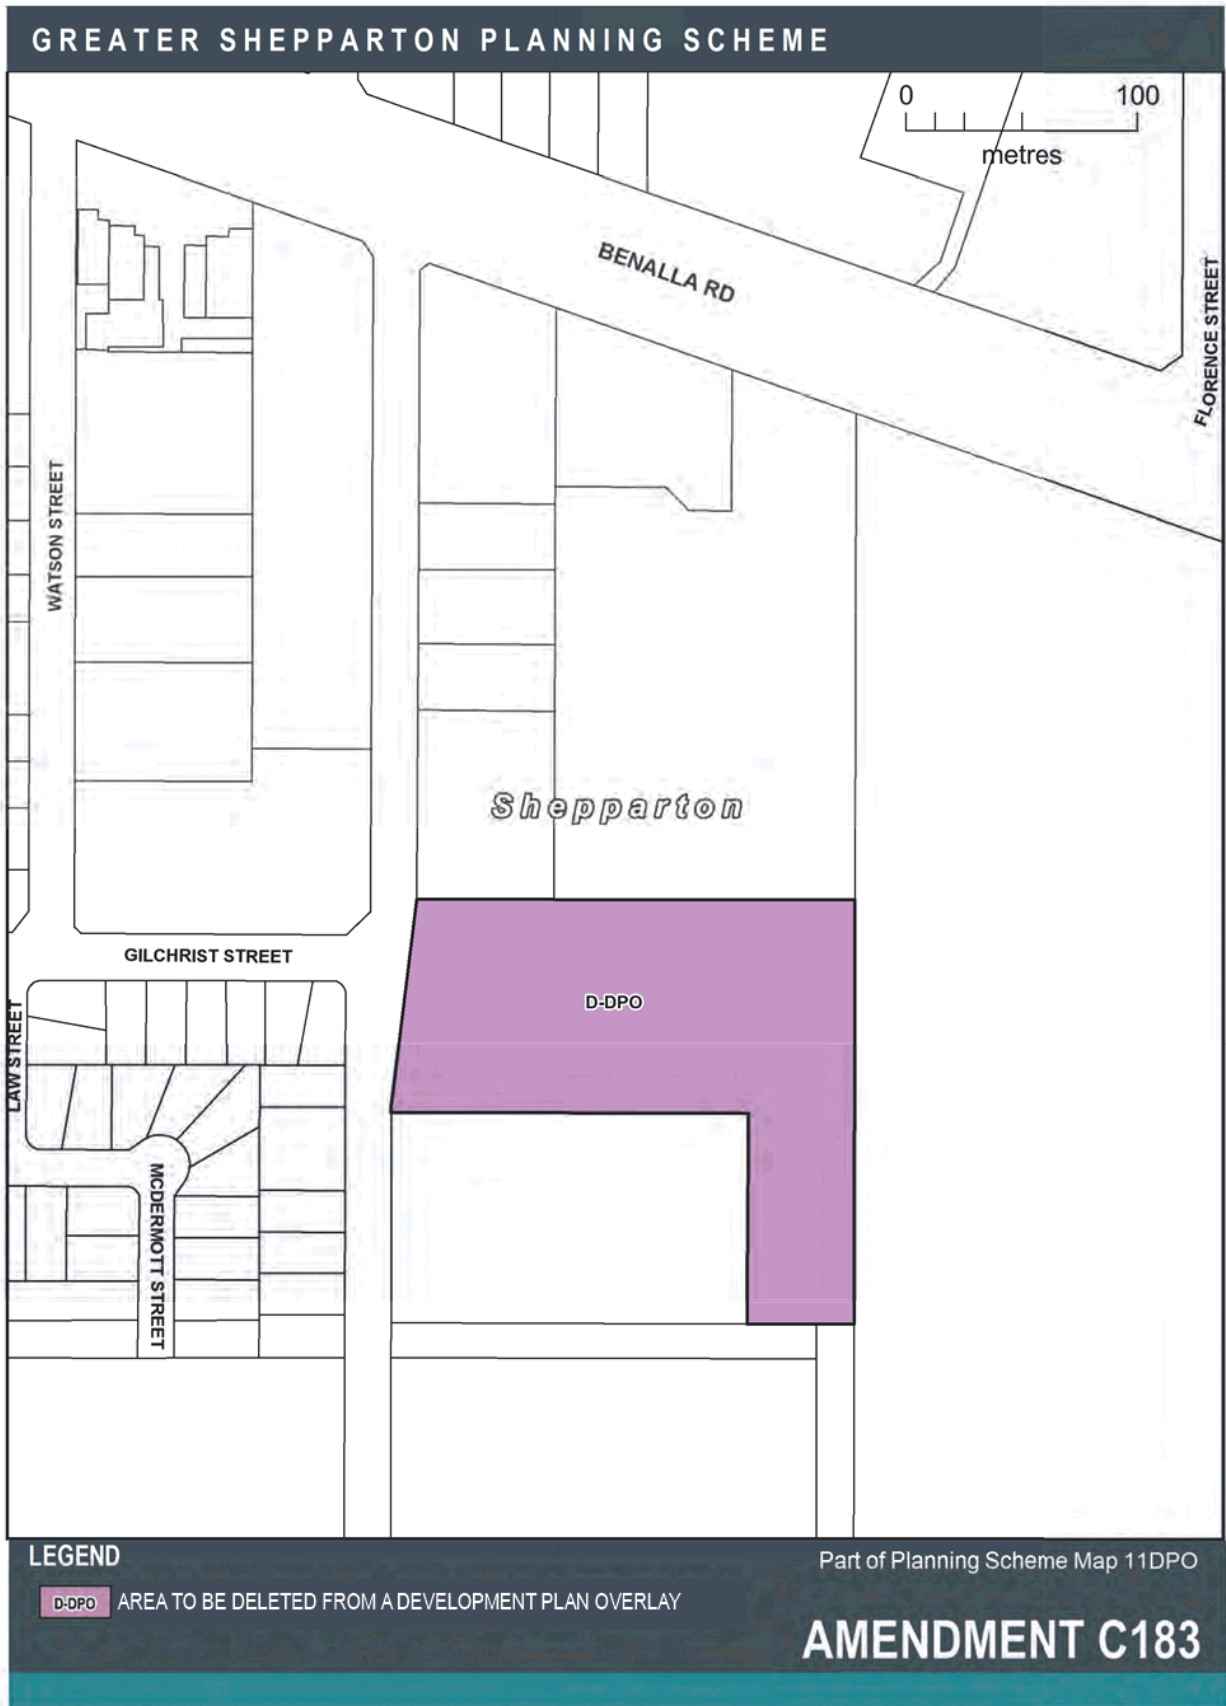 GREATER SHEPPARTON PLANNING SCHEME
0 100
metres
BENALLA RD
FLORENCE STREET
WATSON STREET
Shepparton
GILCHRIST STREET
D-DPO
LAW STREET
MCDERMOTT STREET
LEGEND
Part of Planning Scheme Map 11DPO
D-DPO AREA TO BE DELETED FROM A DEVELOPMENT PLAN OVERLAY
AMENDMENT C183